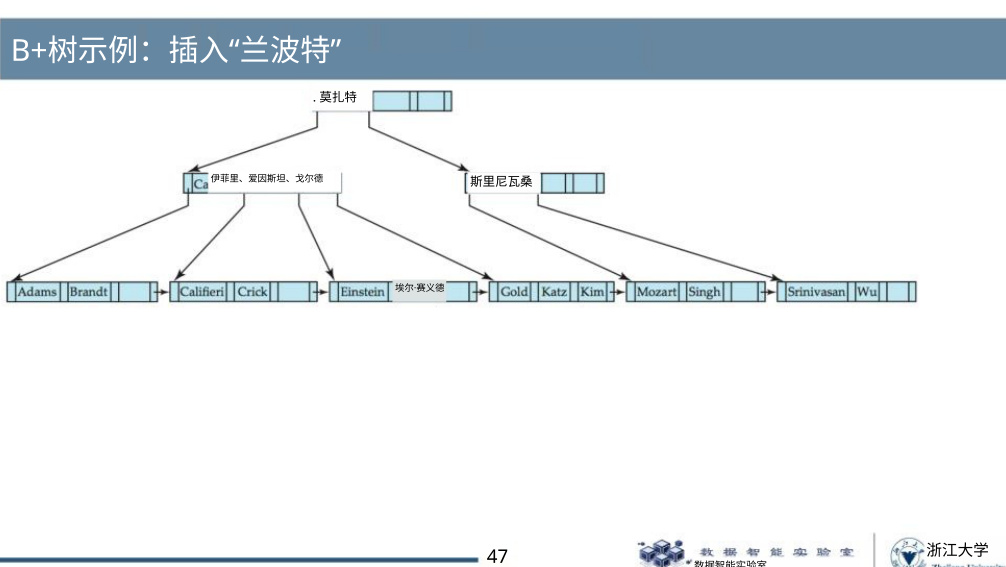 B+树示例：插入“兰波特”
. 莫扎特
Ca 伊菲里、爱因斯坦、戈尔德
斯里尼瓦桑
Adams Brandt Califieri Crick Einstein 埃尔·赛义德 Gold Katz Kim Mozart Singh Srinivasan Wu
47
数据智能实验室
数据智能实验室
浙江大学